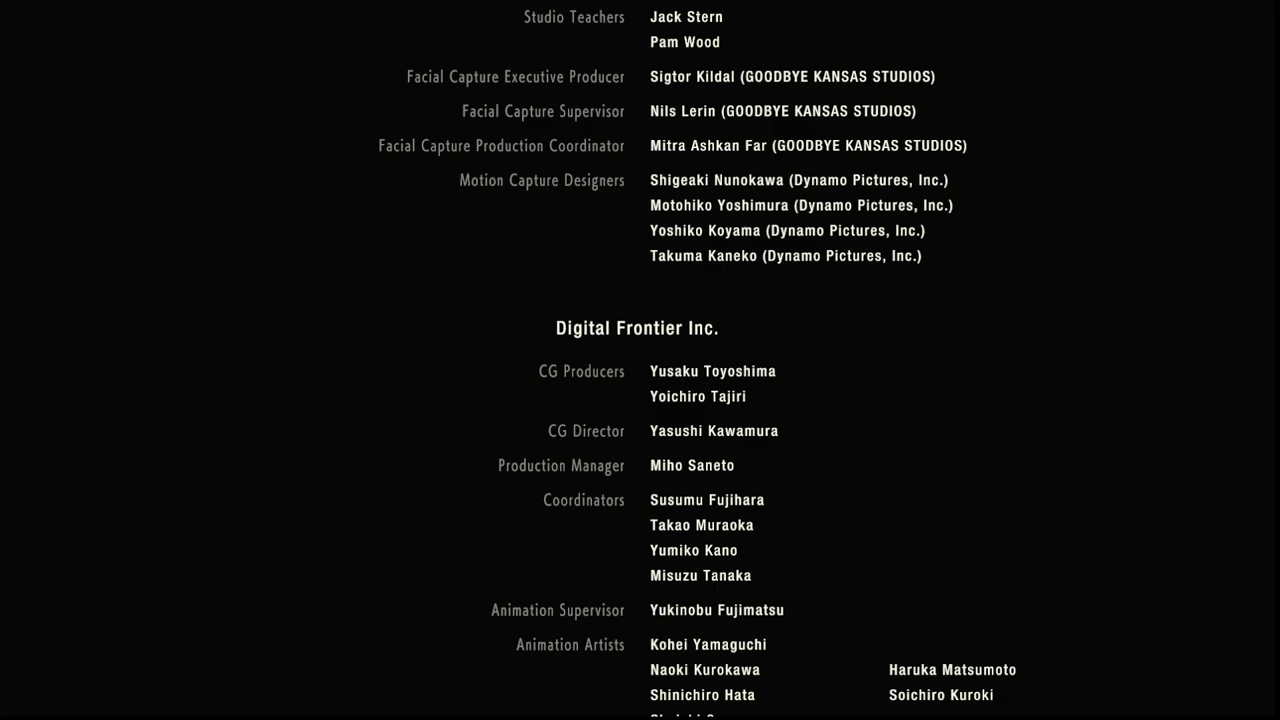 Studio Teachers Jack Stern
Pam Wood
Facial Capture Executive Producer Sigtor Kildal (GOODBYE KANSAS STUDIOS)
Facial Capture Supervisor Nils Lerin (GOODBYE KANSAS STUDIOS)
Facial Capture Production Coordinator Mitra Ashkan Far (GOODBYE KANSAS STUDIOS)
Motion Capture Designers Shigeaki Nunokawa (Dynamo Pictures, Inc.)
Motohiko Yoshimura (Dynamo Pictures, Inc.)
Yoshiko Koyama (Dynamo Pictures, Inc.)
Takuma Kaneko (Dynamo Pictures, Inc.)
Digital Frontier Inc.
CG Producers Yusaku Toyoshima
Yoichiro Tajiri
CG Director Yasushi Kawamura
Production Manager Miho Saneto
Coordinators Susumu Fujihara
Takao Muraoka
Yumiko Kano
Misuzu Tanaka
Animation Supervisor Yukinobu Fujimatsu
Animation Artists Kohei Yamaguchi
Naoki Kurokawa Haruka Matsumoto
Shinichiro Hata Soichiro Kuroki